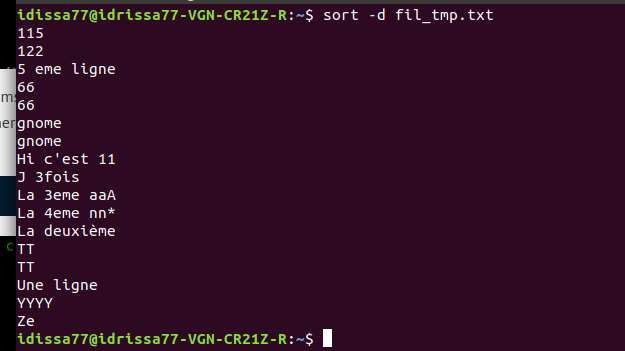 idissa77@idrissa77-VGN-CR21Z-R:~$ sort -d fil_tmp.txt
115
122
5 eme ligne
66
66
gnome
gnome
Hi c'est 11
J 3fois
La 3eme aaA
La 4eme nn*
La deuxième
TT
TT
Une ligne
YYYY
Ze
idissa77@idrissa77-VGN-CR21Z-R:~$